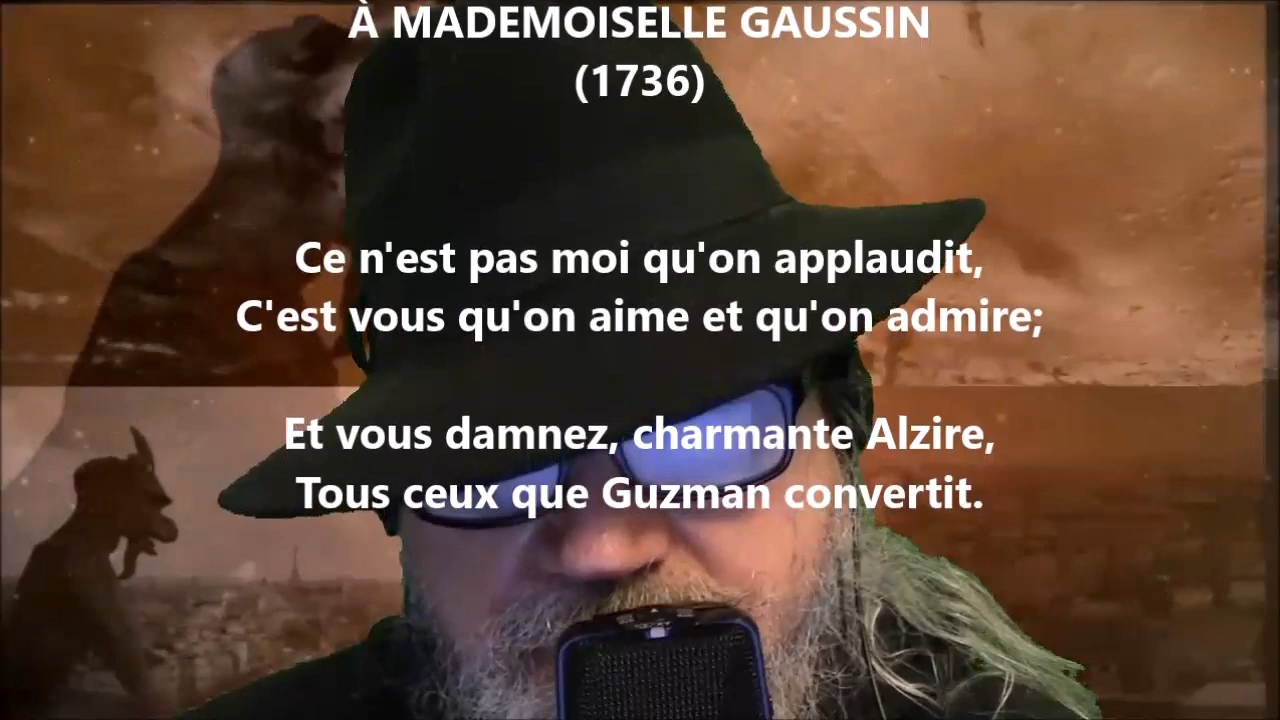 À MADEMOISELLE GAUSSIN
(1736)
Ce n'est pas moi qu'on applaudit,
C'est vous qu'on aime et qu'on admire;
Et vous damnez, charmante Alzire,
Tous ceux que Guzman convertit.